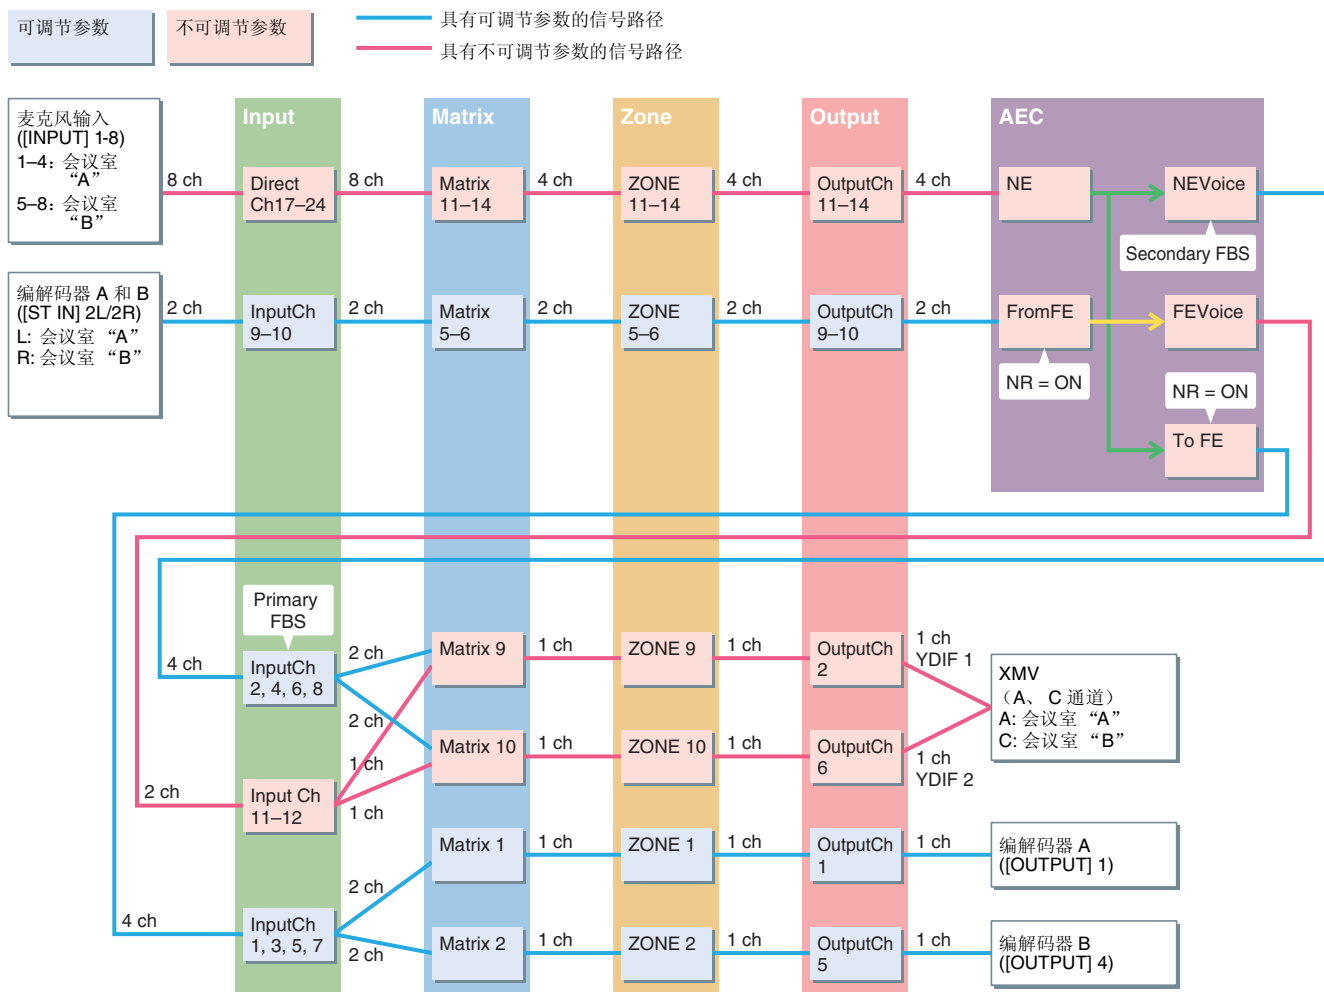 可调节参数
不可调节参数
具有可调节参数的信号路径
具有不可调节参数的信号路径
Input
Matrix
Zone
Output
AEC
麦克风输入
([INPUT] 1-8)
1–4: 会议室
“A”
5–8: 会议室
“B”
8 ch
Direct
Ch17–24
8 ch
Matrix
11–14
4 ch
ZONE
11–14
4 ch
OutputCh
11–14
4 ch
NE
NEVoice
Secondary FBS
编解码器 A 和 B
([ST IN] 2L/2R)
L: 会议室 “A”
R: 会议室 “B”
2 ch
InputCh
9–10
2 ch
Matrix
5–6
2 ch
ZONE
5–6
2 ch
OutputCh
9–10
2 ch
FromFE
FEVoice
NR = ON
NR = ON
To FE
Primary
FBS
4 ch
InputCh
2, 4, 6, 8
2 ch
2 ch
Matrix 9
1 ch
ZONE 9
1 ch
OutputCh
2
1 ch
YDIF 1
XMV
（A、 C 通道）
A: 会议室 “A”
C: 会议室 “B”
Matrix 10
1 ch
ZONE 10
1 ch
OutputCh
6
1 ch
YDIF 2
2 ch
Input Ch
11–12
1 ch
1 ch
Matrix 1
1 ch
ZONE 1
1 ch
OutputCh
1
1 ch
编解码器 A
([OUTPUT] 1)
4 ch
InputCh
1, 3, 5, 7
2 ch
2 ch
Matrix 2
1 ch
ZONE 2
1 ch
OutputCh
5
1 ch
编解码器 B
([OUTPUT] 4)